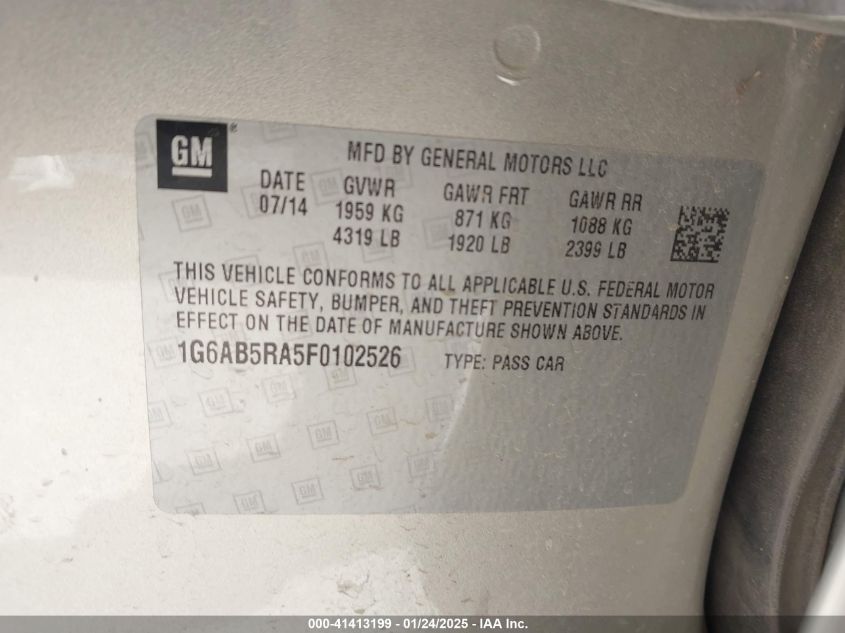 GM
MFD BY GENERAL MOTORS LLC
DATE GVWR GAWR FRT GAWR RR
07/14 1959 KG 871 KG 1088 KG
4319 LB 1920 LB 2399 LB
THIS VEHICLE CONFORMS TO ALL APPLICABLE U.S. FEDERAL MOTOR
VEHICLE SAFETY, BUMPER, AND THEFT PREVENTION STANDARDS IN
EFFECT ON THE DATE OF MANUFACTURE SHOWN ABOVE.
1G6AB5RA5F0102526 TYPE: PASS CAR
000-41413199 - 01/24/2025 - IAA Inc.